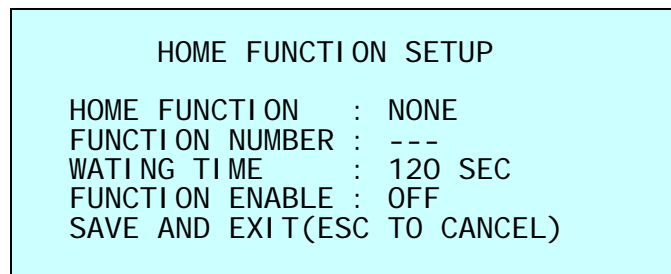 HOME FUNCTION SETUP
HOME FUNCTION : NONE
FUNCTION NUMBER : ---
WATING TIME : 120 SEC
FUNCTION ENABLE : OFF
SAVE AND EXIT(ESC TO CANCEL)